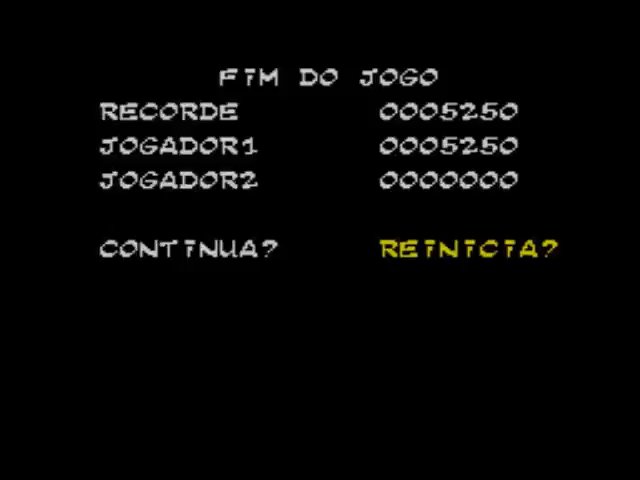 FiM DO JOGO
RECORDE 0005250
JOGADOR1 0005250
JOGADOR2 0000000
CONTiNUA? REiNiCiA?